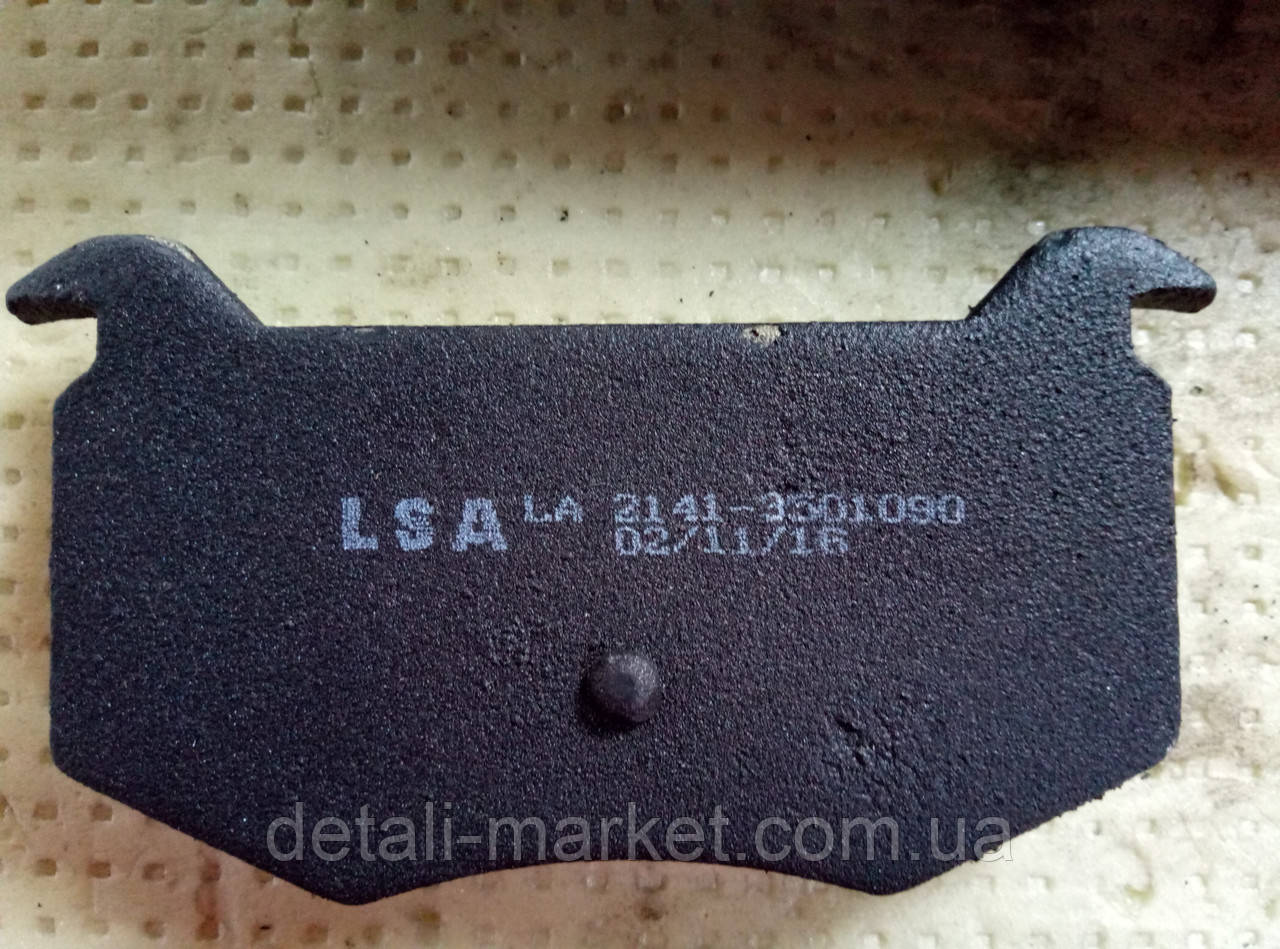 LSA LA 2141-3501090
02/11/16
detali-market.com.ua